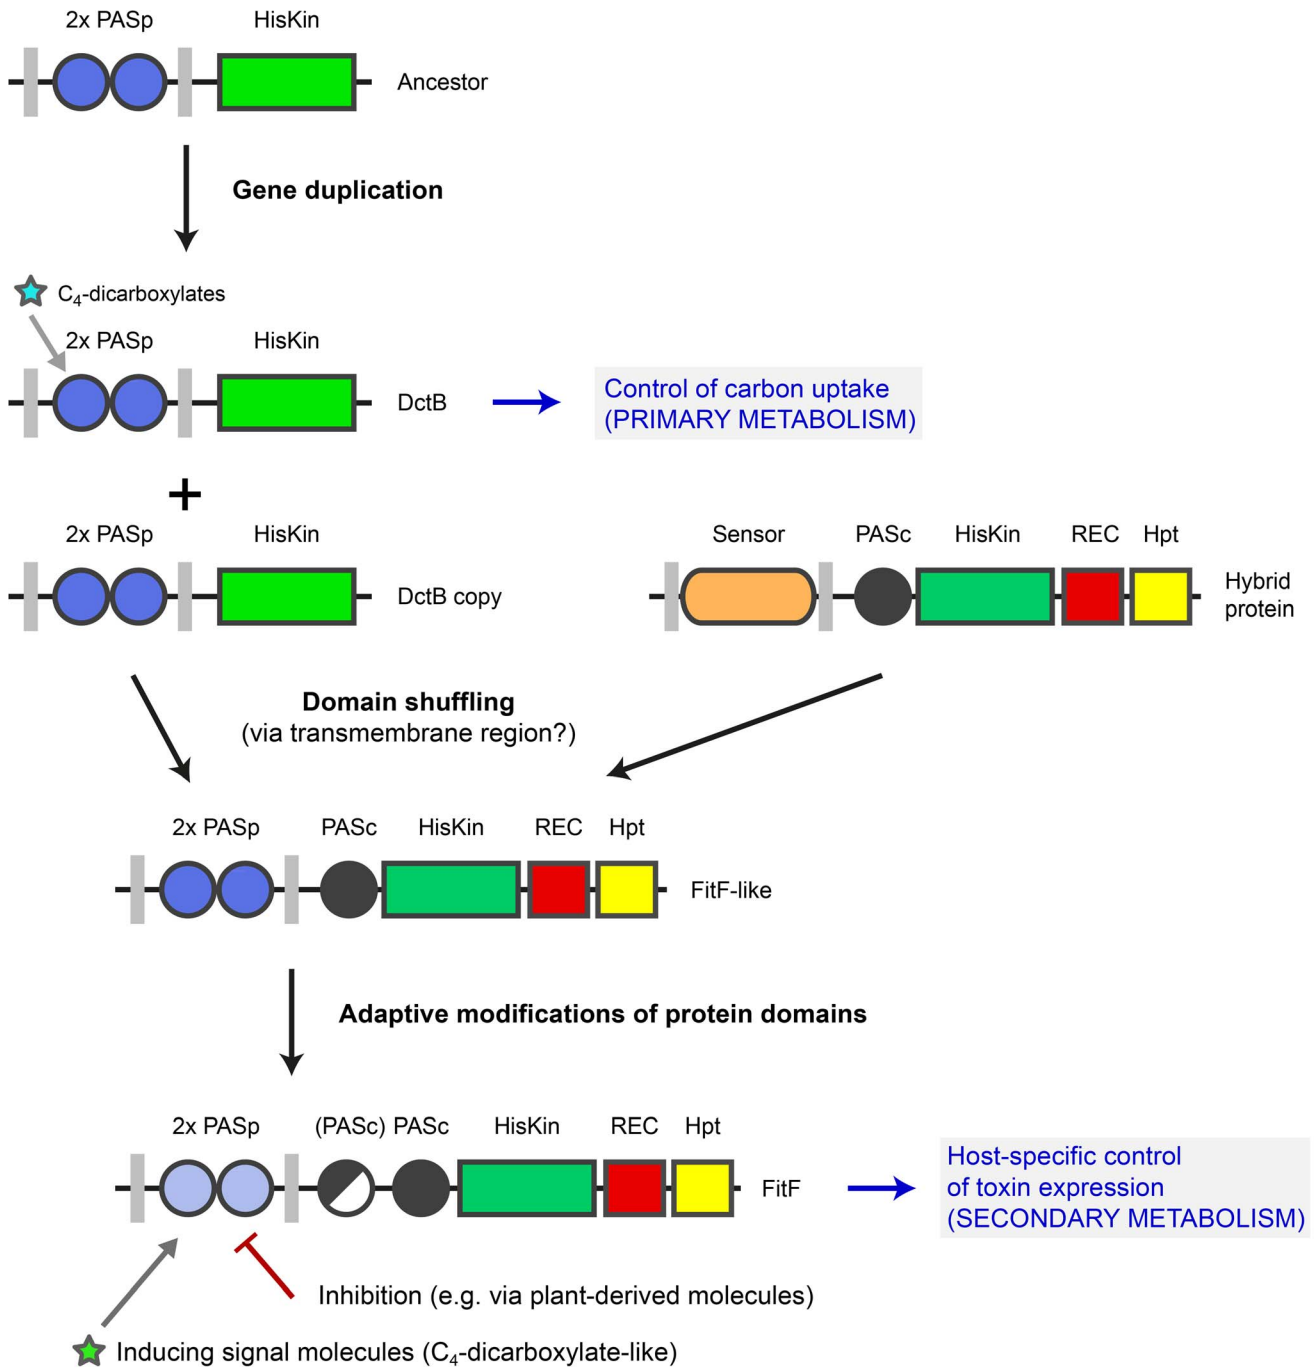 2x PASp HisKin
Ancestor
Gene duplication
C₄-dicarboxylates
2x PASp HisKin
DctB
Control of carbon uptake
(PRIMARY METABOLISM)
+
2x PASp HisKin
DctB copy
Sensor PASc HisKin REC Hpt
Hybrid
protein
Domain shuffling
(via transmembrane region?)
2x PASp PASc HisKin REC Hpt
FitF-like
Adaptive modifications of protein domains
2x PASp (PASc) PASc HisKin REC Hpt
FitF
Host-specific control
of toxin expression
(SECONDARY METABOLISM)
Inhibition (e.g. via plant-derived molecules)
Inducing signal molecules (C₄-dicarboxylate-like)